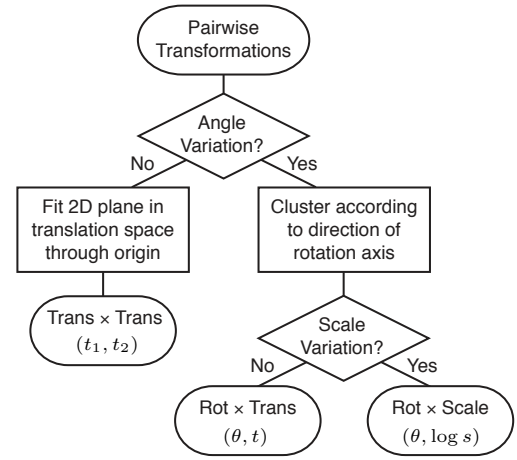 Pairwise
Transformations
Angle
Variation?
No
Yes
Fit 2D plane in
translation space
through origin
Cluster according
to direction of
rotation axis
Trans × Trans
(t₁, t₂)
Scale
Variation?
No
Yes
Rot × Trans
(θ, t)
Rot × Scale
(θ, log s)